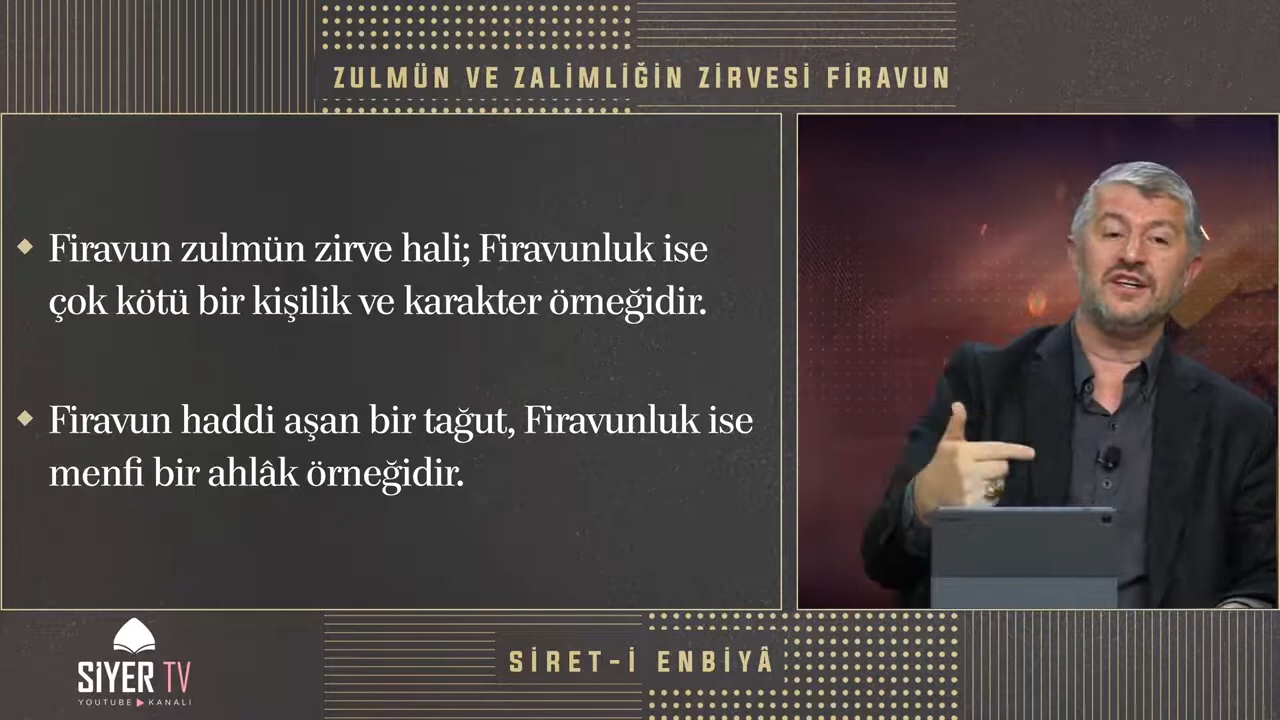 ZULMÜN VE ZALİMLİĞİN ZİRVESİ FİRAVUN
Firavun zulmün zirve hali; Firavunluk ise
çok kötü bir kişilik ve karakter örneğidir.
Firavun haddi aşan bir tağut, Firavunluk ise
menfi bir ahlâk örneğidir.
SİRET-İ ENBİYÂ
SİYER TV
YOUTUBE KANALI